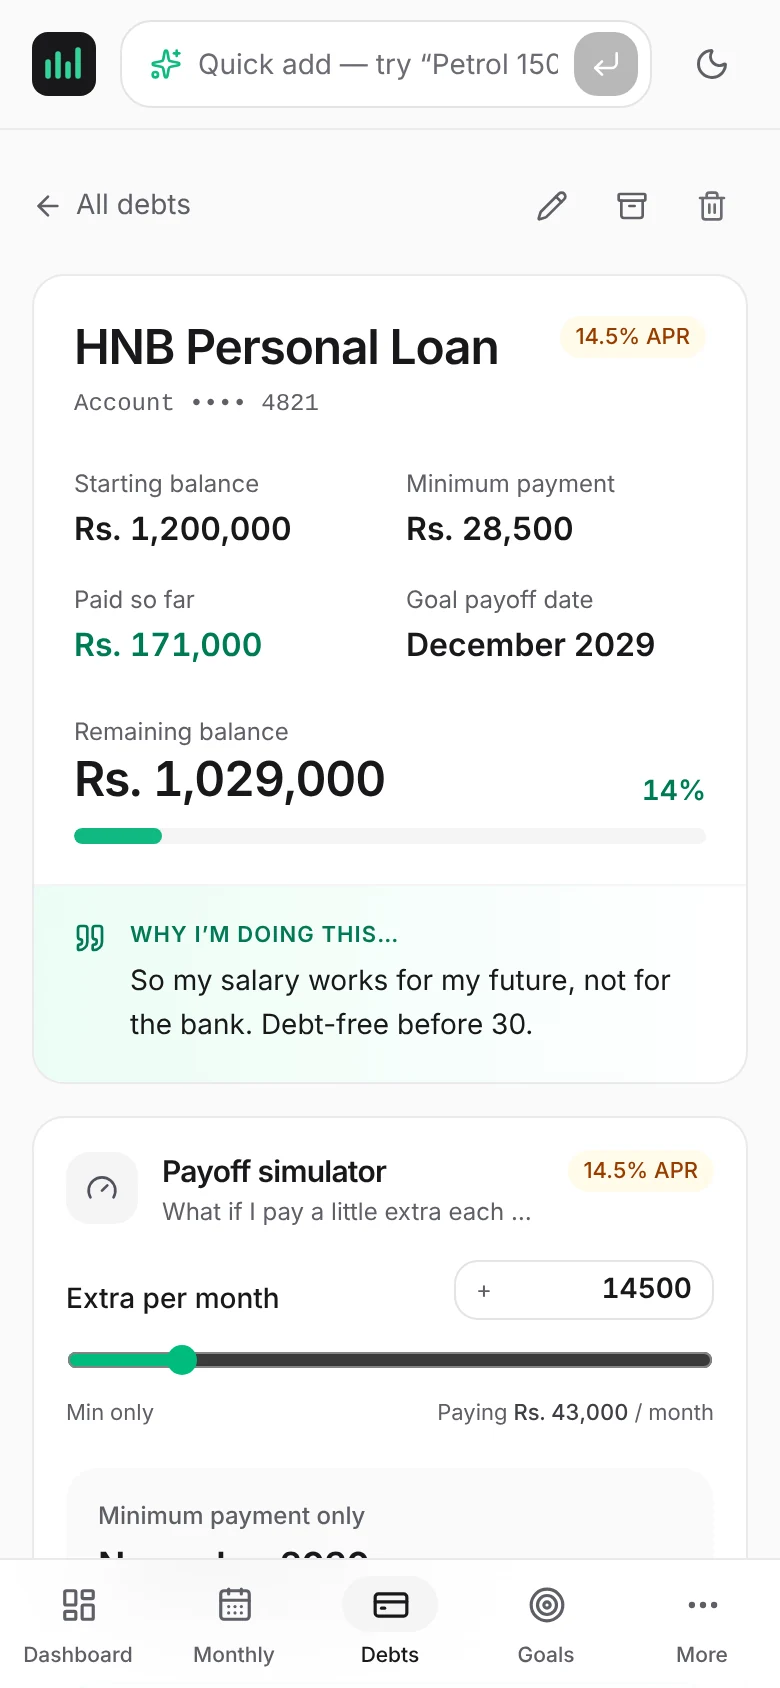 Quick add — try “Petrol 150
All debts
HNB Personal Loan
14.5% APR
Account •••• 4821
Starting balance
Minimum payment
Rs. 1,200,000
Rs. 28,500
Paid so far
Goal payoff date
Rs. 171,000
December 2029
Remaining balance
Rs. 1,029,000
14%
WHY I’M DOING THIS…
So my salary works for my future, not for
the bank. Debt-free before 30.
Payoff simulator
14.5% APR
What if I pay a little extra each ...
Extra per month
+ 14500
Min only
Paying Rs. 43,000 / month
Minimum payment only
Dashboard
Monthly
Debts
Goals
More